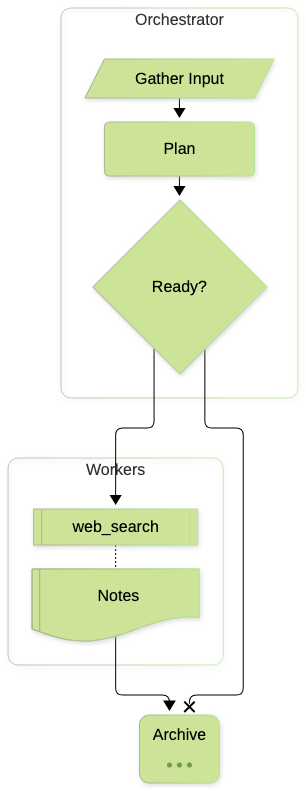 Orchestrator
Gather Input
Plan
Ready?
Workers
web_search
Notes
Archive